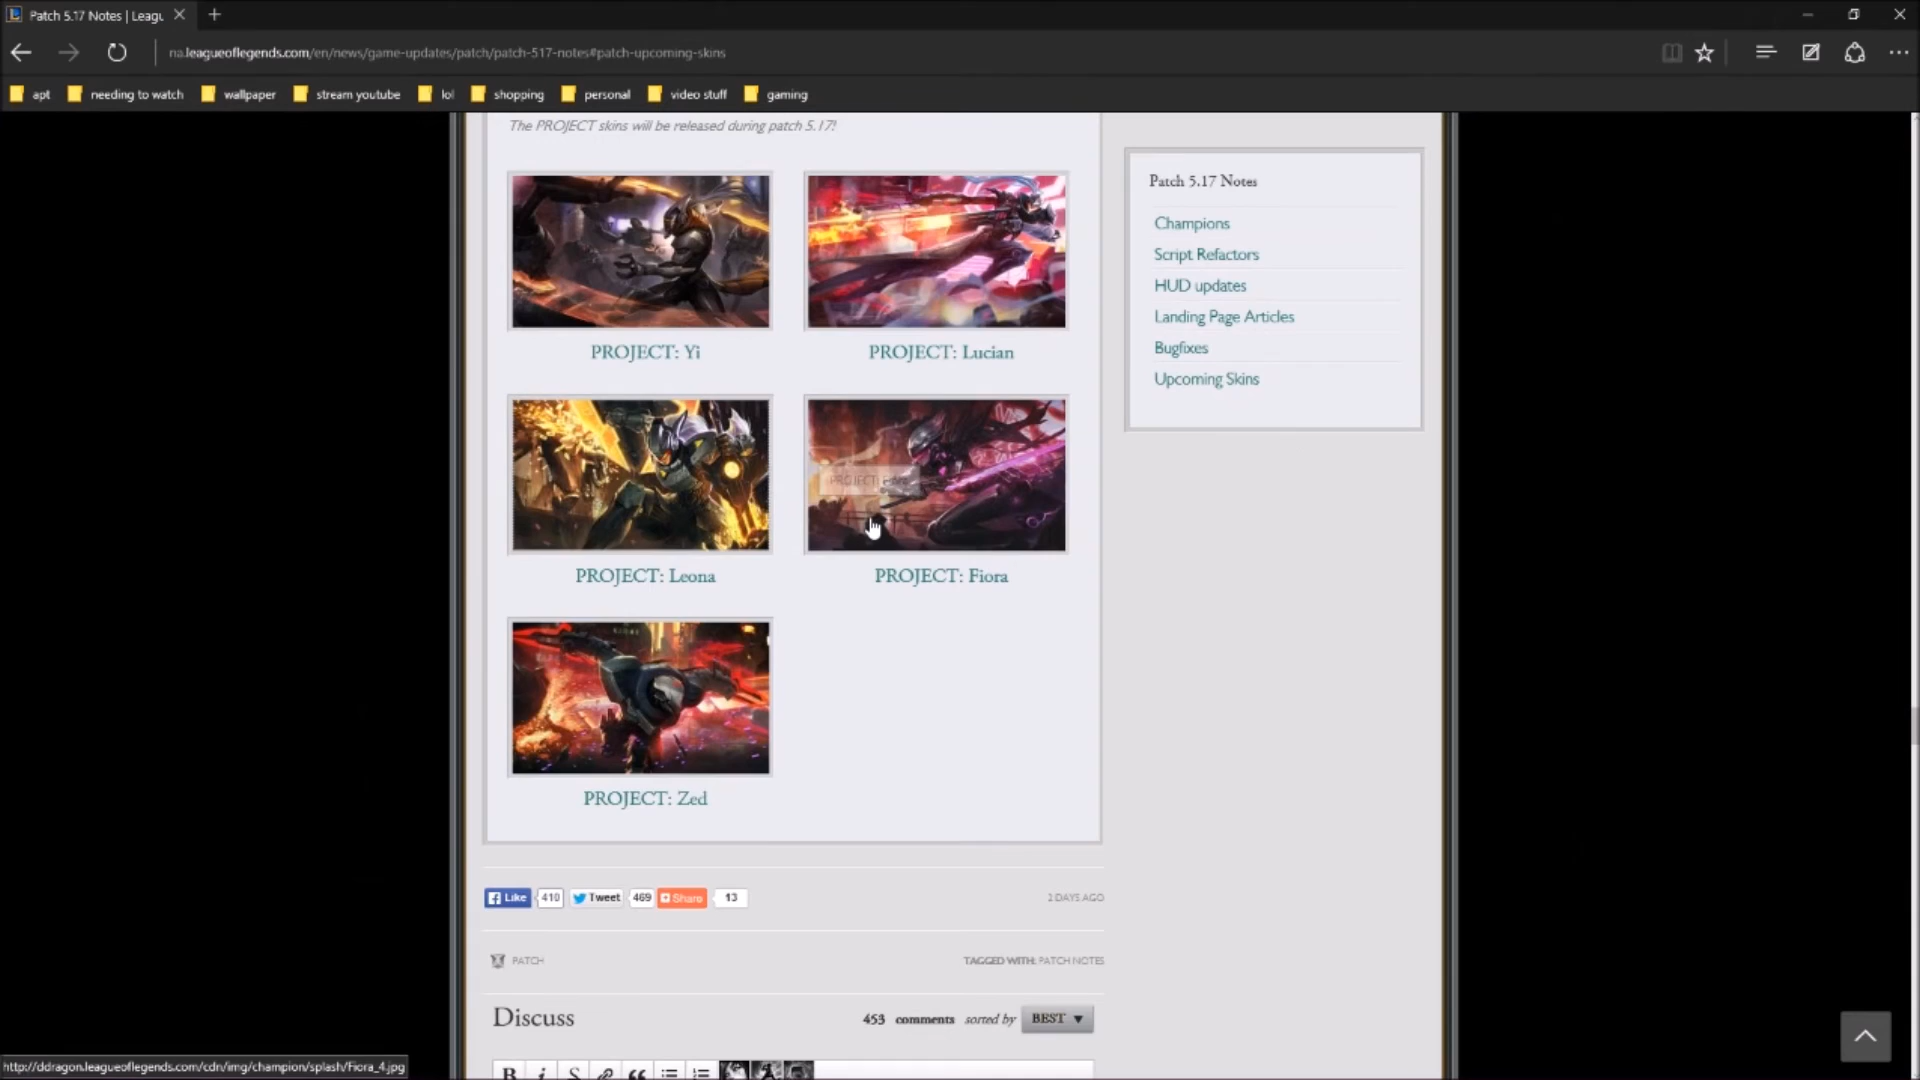 Patch 5.17 Notes | Leagu
na.leagueoflegends.com/en/news/game-updates/patch/patch-517-notes#patch-upcoming-skins
apt needing to watch wallpaper stream youtube lol shopping personal video stuff gaming
The PROJECT skins will be released during patch 5.17!
PROJECT: Yi
PROJECT: Lucian
PROJECT: Leona
PROJECT: Fiora
PROJECT: Fiora
PROJECT: Zed
Patch 5.17 Notes
Champions
Script Refactors
HUD updates
Landing Page Articles
Bugfixes
Upcoming Skins
Like 410 Tweet 469 Share 13
2 DAYS AGO
PATCH
TAGGED WITH: PATCH NOTES
Discuss
453 comments sorted by BEST
B i S
http://ddragon.leagueoflegends.com/cdn/img/champion/splash/Fiora_4.jpg